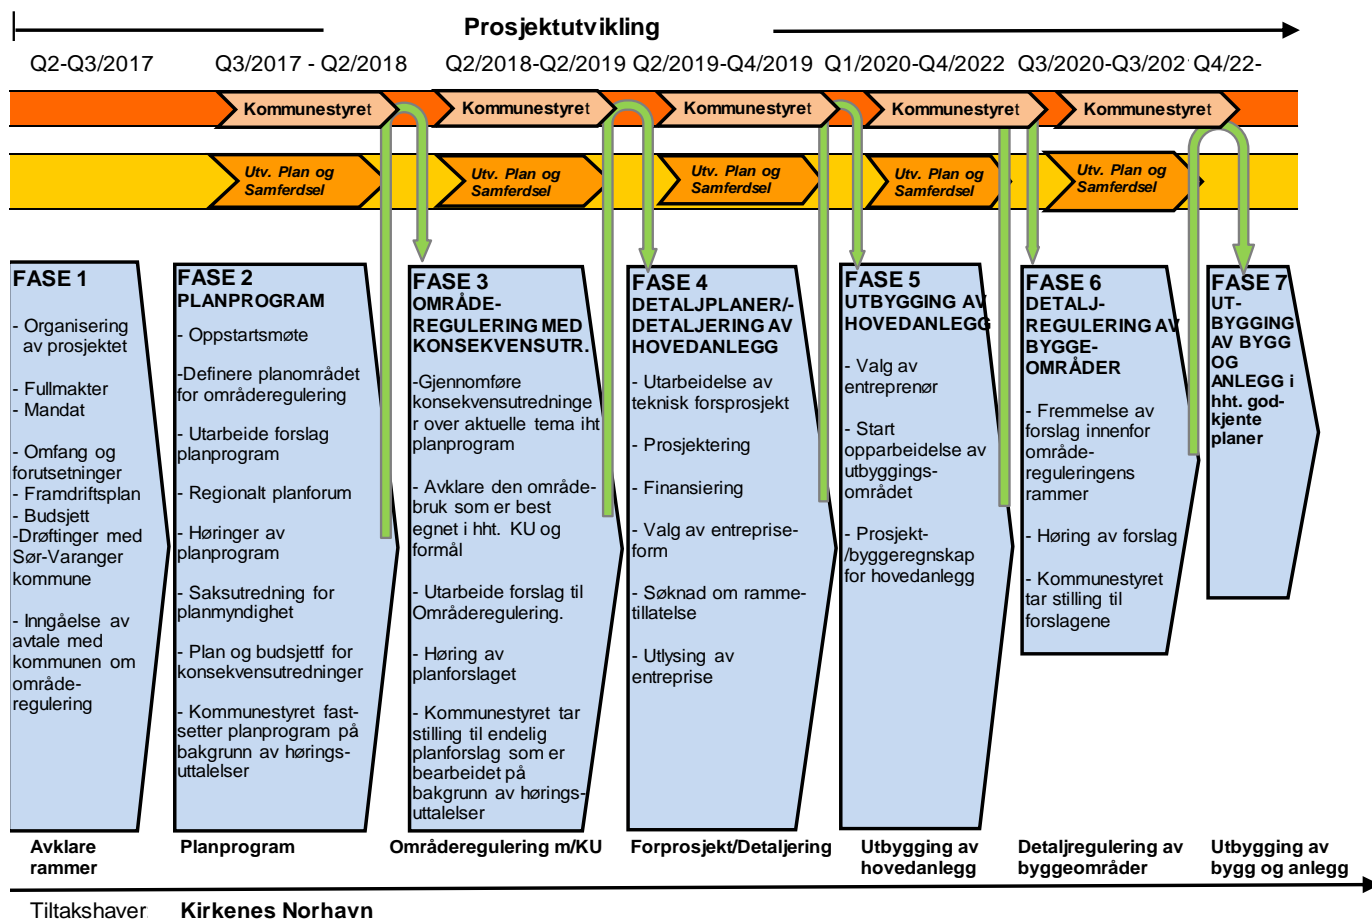 Prosjektutvikling
Q2-Q3/2017
Q3/2017 - Q2/2018
Q2/2018-Q2/2019
Q2/2019-Q4/2019
Q1/2020-Q4/2022
Q3/2020-Q3/202
Q4/22-
Kommunestyret
Kommunestyret
Kommunestyret
Kommunestyret
Kommunestyret
Utv. Plan og
Samferdsel
Utv. Plan og
Samferdsel
Utv. Plan og
Samferdsel
Utv. Plan og
Samferdsel
Utv. Plan og
Samferdsel
FASE 1
- Organisering
av prosjektet
- Fullmakter
- Mandat
- Omfang og
forutsetninger
- Framdriftsplan
- Budsjett
-Drøftinger med
Sør-Varanger
kommune
- Inngåelse av
avtale med
kommunen om
område-
regulering
FASE 2
PLANPROGRAM
- Oppstartsmøte
-Definere planområdet
for områderegulering
- Utarbeide forslag
planprogram
- Regionalt planforum
- Høringer av
planprogram
- Saksutredning for
planmyndighet
- Plan og budsjettf for
konsekvensutredninger
- Kommunestyret fast-
setter planprogram på
bakgrunn av hørings-
uttalelser
FASE 3
OMRÅDE-
REGULERING MED
KONSEKVENSUTR.
-Gjennomføre
konsekvensutredninge
r over aktuelle tema iht
planprogram
- Avklare den område-
bruk som er best
egnet i hht. KU og
formål
- Utarbeide forslag til
Områderegulering.
- Høring av
planforslaget
- Kommunestyret tar
stilling til endelig
planforslag som er
bearbeidet på
bakgrunn av hørings-
uttalelser
FASE 4
DETALJPLANER/-
DETALJERING AV
HOVEDANLEGG
- Utarbeidelse av
teknisk forsprosjekt
- Prosjektering
- Finansiering
- Valg av entreprise-
form
- Søknad om ramme-
tillatelse
- Utlysing av
entreprise
FASE 5
UTBYGGING AV
HOVEDANLEGG
- Valg av
entreprenør
- Start
opparbeidelse av
utbyggings-
området
- Prosjekt-
-/byggeregnskap
for hovedanlegg
FASE 6
DETALJ-
REGULERING AV
BYGGE-
OMRÅDER
- Fremmelse av
forslag innenfor
område-
reguleringens
rammer
- Høring av forslag
- Kommunestyret
tar stilling til
forslagene
FASE 7
UT-
BYGGING
AV BYGG
OG
ANLEGG i
hht. god-
kjente
planer
Avklare
rammer
Planprogram
Områderegulering m/KU
Forprosjekt/Detaljering
Utbygging av
hovedanlegg
Detaljregulering av
byggeområder
Utbygging av
bygg og anlegg
Tiltakshaver: Kirkenes Norhavn